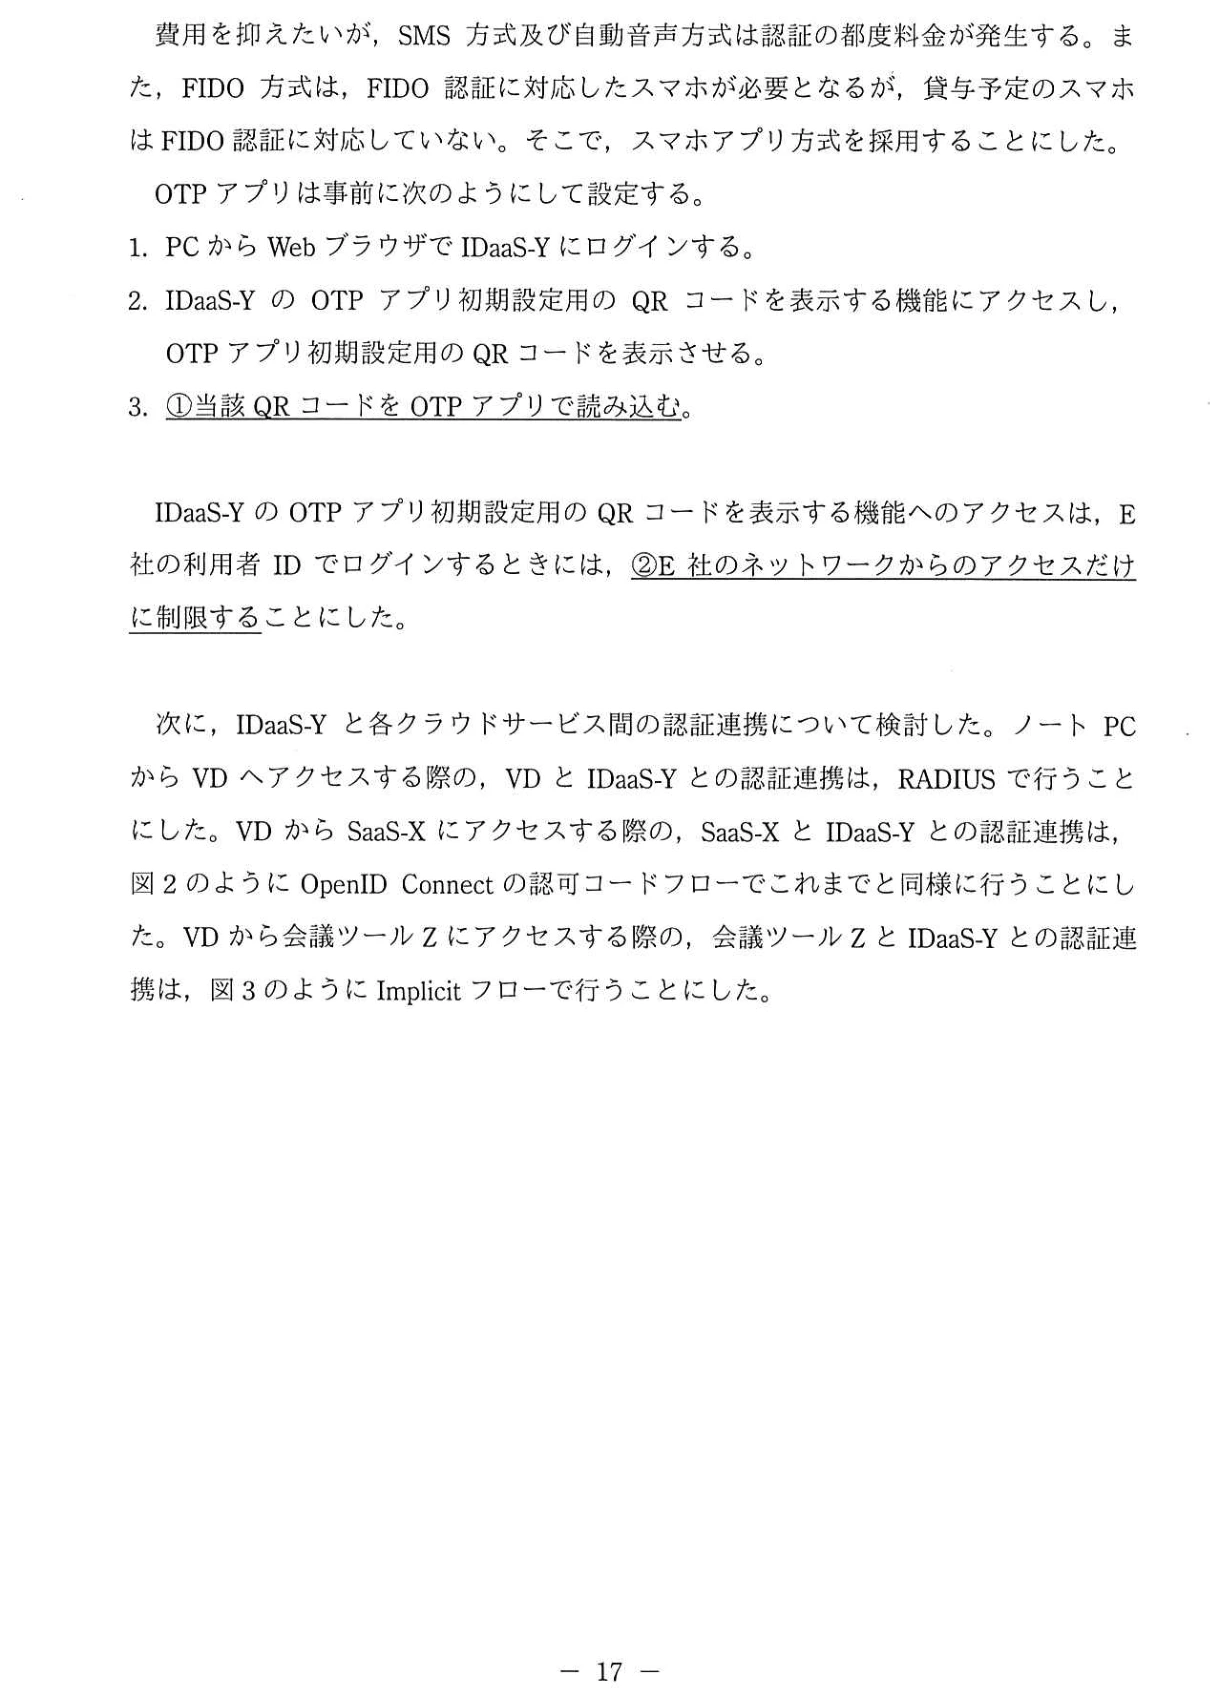 費用を抑えたいが，SMS 方式及び自動音声方式は認証の都度料金が発生する。ま
た，FIDO 方式は，FIDO 認証に対応したスマホが必要となるが，貸与予定のスマホ
は FIDO 認証に対応していない。そこで，スマホアプリ方式を採用することにした。
OTP アプリは事前に次のようにして設定する。
1. PC から Web ブラウザで IDaaS-Y にログインする。
2. IDaaS-Y の OTP アプリ初期設定用の QR コードを表示する機能にアクセスし，
OTP アプリ初期設定用の QR コードを表示させる。
3. ①当該 QR コードを OTP アプリで読み込む。
IDaaS-Y の OTP アプリ初期設定用の QR コードを表示する機能へのアクセスは，E
社の利用者 ID でログインするときには，②E 社のネットワークからのアクセスだけ
に制限することにした。
次に，IDaaS-Y と各クラウドサービス間の認証連携について検討した。ノート PC
から VD へアクセスする際の，VD と IDaaS-Y との認証連携は，RADIUS で行うこと
にした。VD から SaaS-X にアクセスする際の，SaaS-X と IDaaS-Y との認証連携は，
図 2 のように OpenID Connect の認可コードフローでこれまでと同様に行うことにし
た。VD から会議ツール Z にアクセスする際の，会議ツール Z と IDaaS-Y との認証連
携は，図 3 のように Implicit フローで行うことにした。
－ 17 －